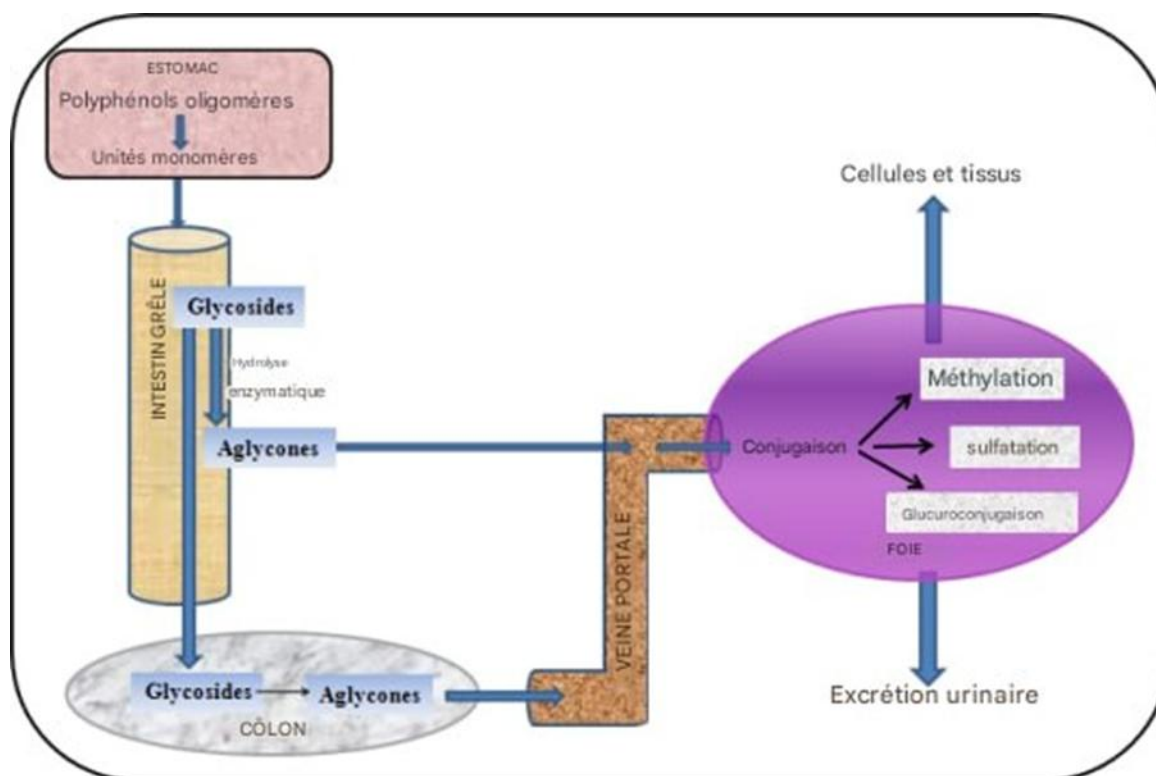 ESTOMAC
Polyphénols oligomères
Unités monomères
INTESTIN GRÊLE
Glycosides
Hydrolyse
enzymatique
Aglycones
Glycosides
Aglycones
CÔLON
VEINE PORTALE
Cellules et tissus
Conjugaison
Méthylation
sulfatation
Glucuroconjugaison
FOIE
Excrétion urinaire